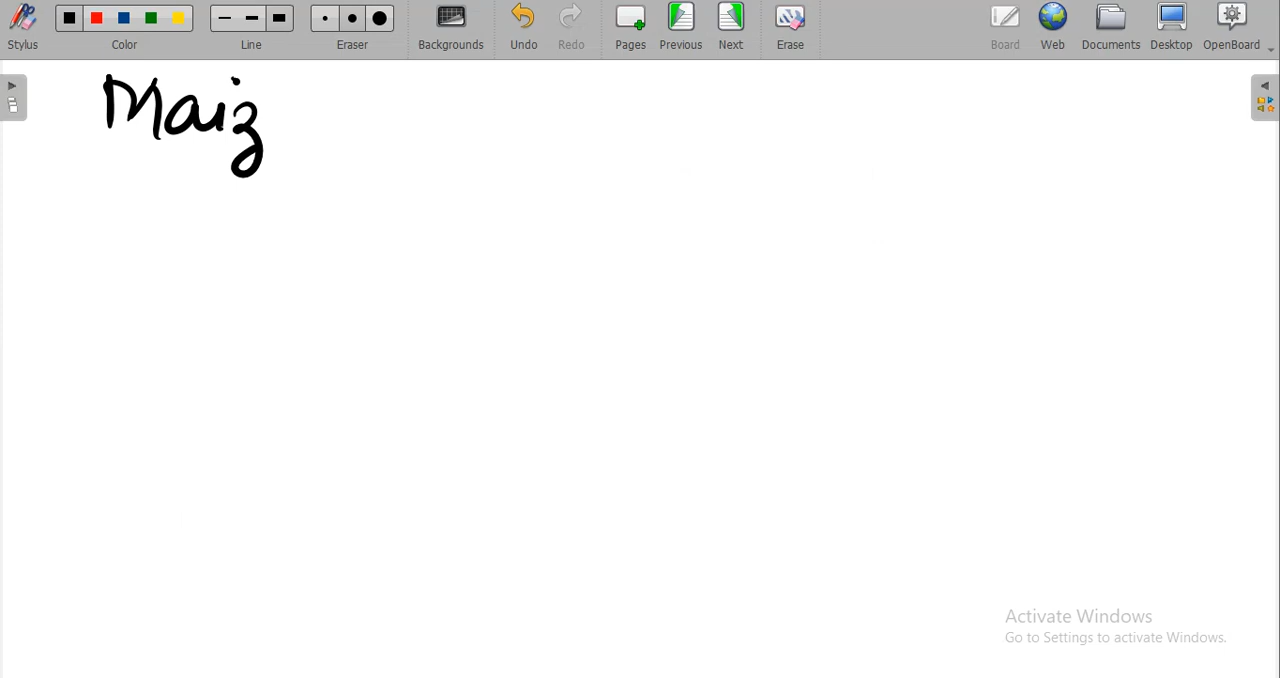 Stylus Color Line Eraser Backgrounds Undo Redo Pages Previous Next Erase Board Web Documents Desktop OpenBoard
Maiz
Activate Windows
Go to Settings to activate Windows.